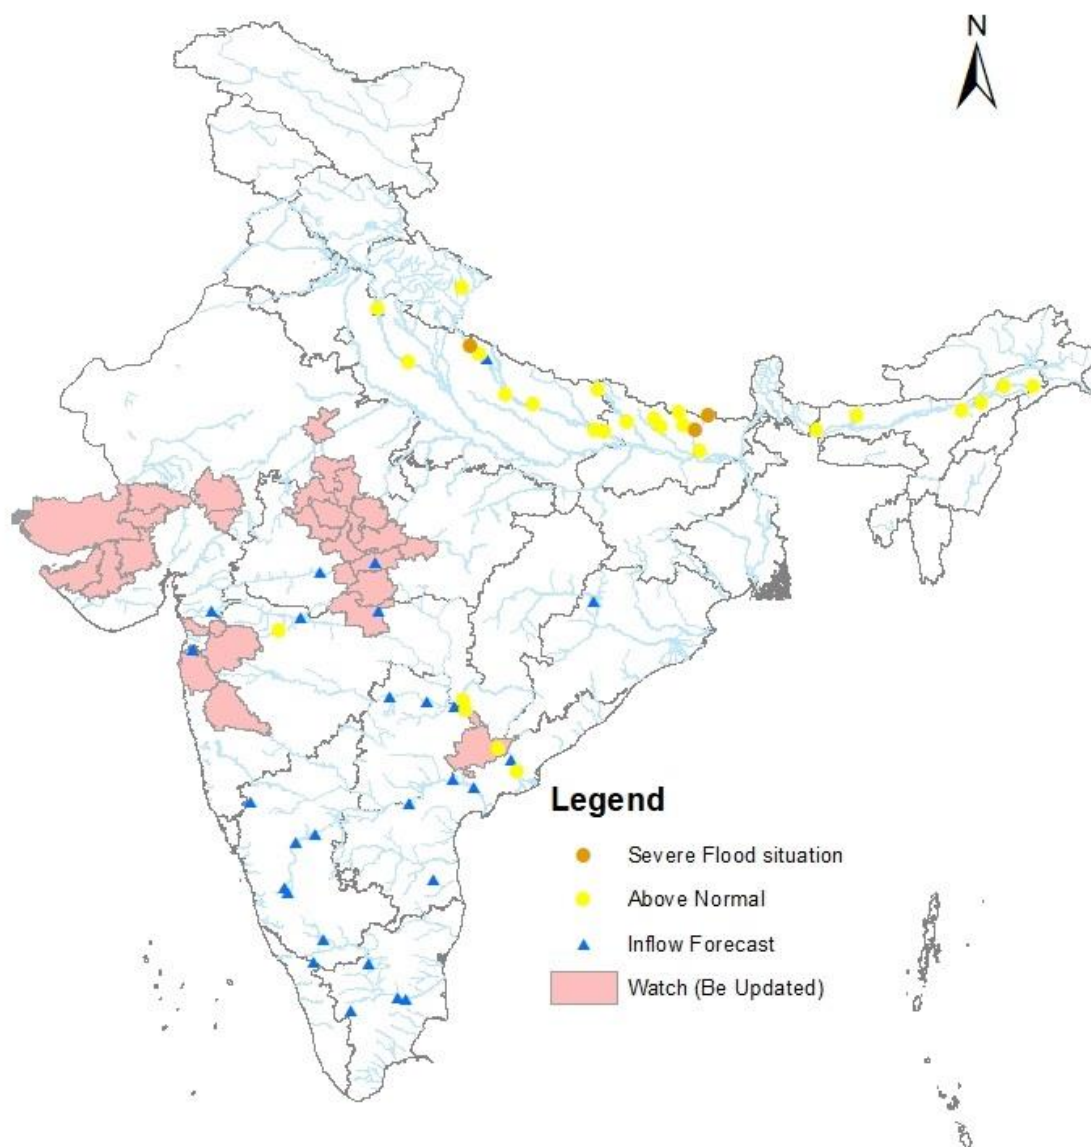 N
Legend
Severe Flood situation
Above Normal
Inflow Forecast
Watch (Be Updated)